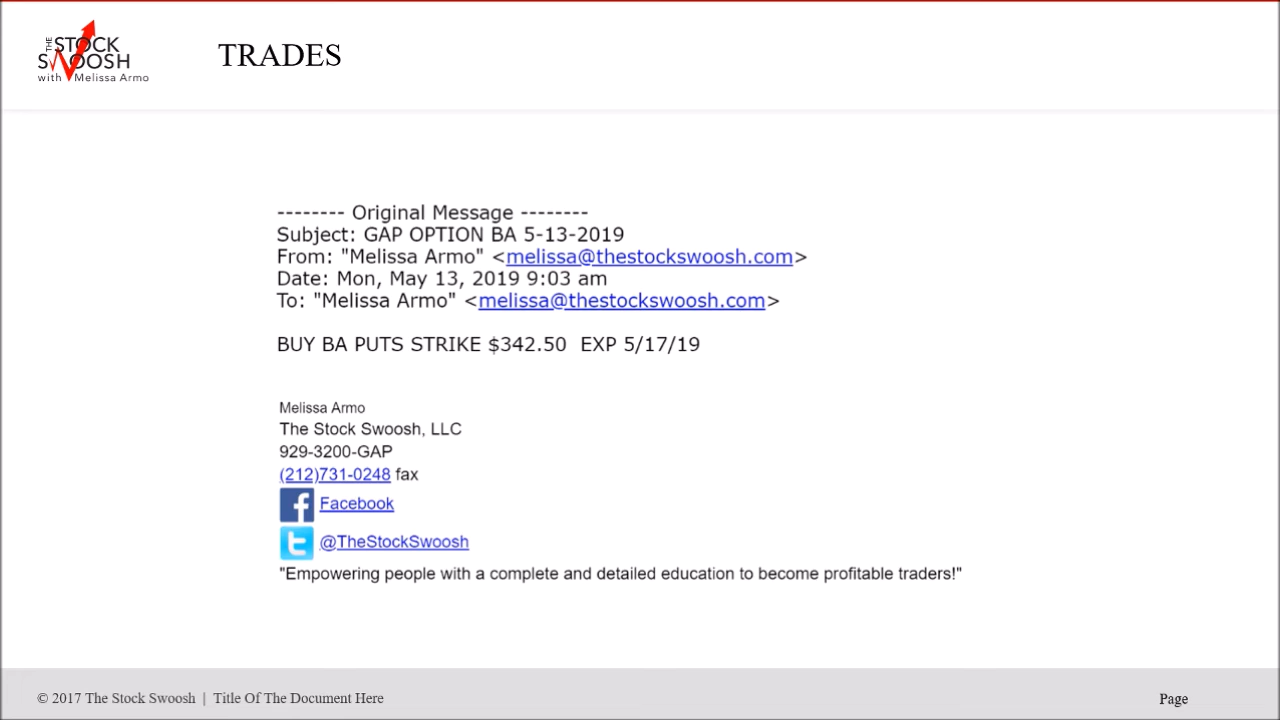 THE STOCK
SWOOSH
with Melissa Armo
TRADES
-------- Original Message --------
Subject: GAP OPTION BA 5-13-2019
From: "Melissa Armo" <melissa@thestockswoosh.com>
Date: Mon, May 13, 2019 9:03 am
To: "Melissa Armo" <melissa@thestockswoosh.com>
BUY BA PUTS STRIKE $342.50  EXP 5/17/19
Melissa Armo
The Stock Swoosh, LLC
929-3200-GAP
(212)731-0248 fax
Facebook
@TheStockSwoosh
"Empowering people with a complete and detailed education to become profitable traders!"
© 2017 The Stock Swoosh | Title Of The Document Here
Page